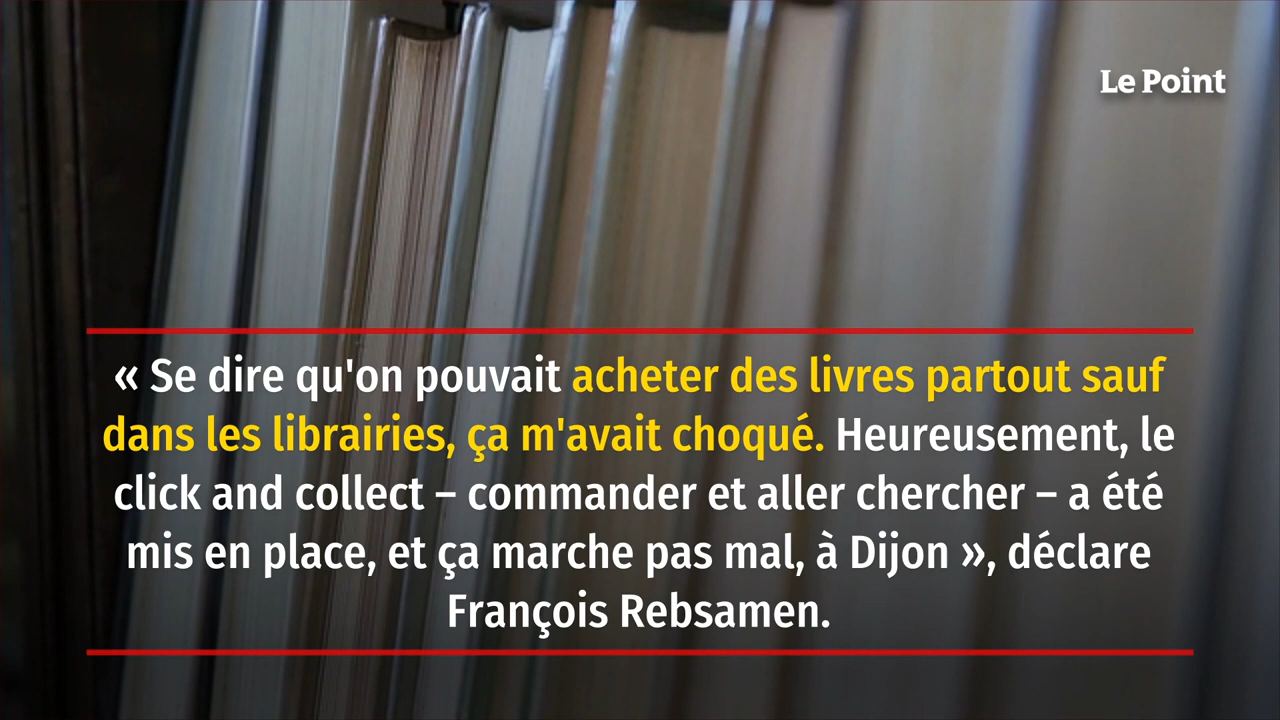 Le Point
« Se dire qu'on pouvait acheter des livres partout sauf
dans les librairies, ça m'avait choqué. Heureusement, le
click and collect – commander et aller chercher – a été
mis en place, et ça marche pas mal, à Dijon », déclare
François Rebsamen.